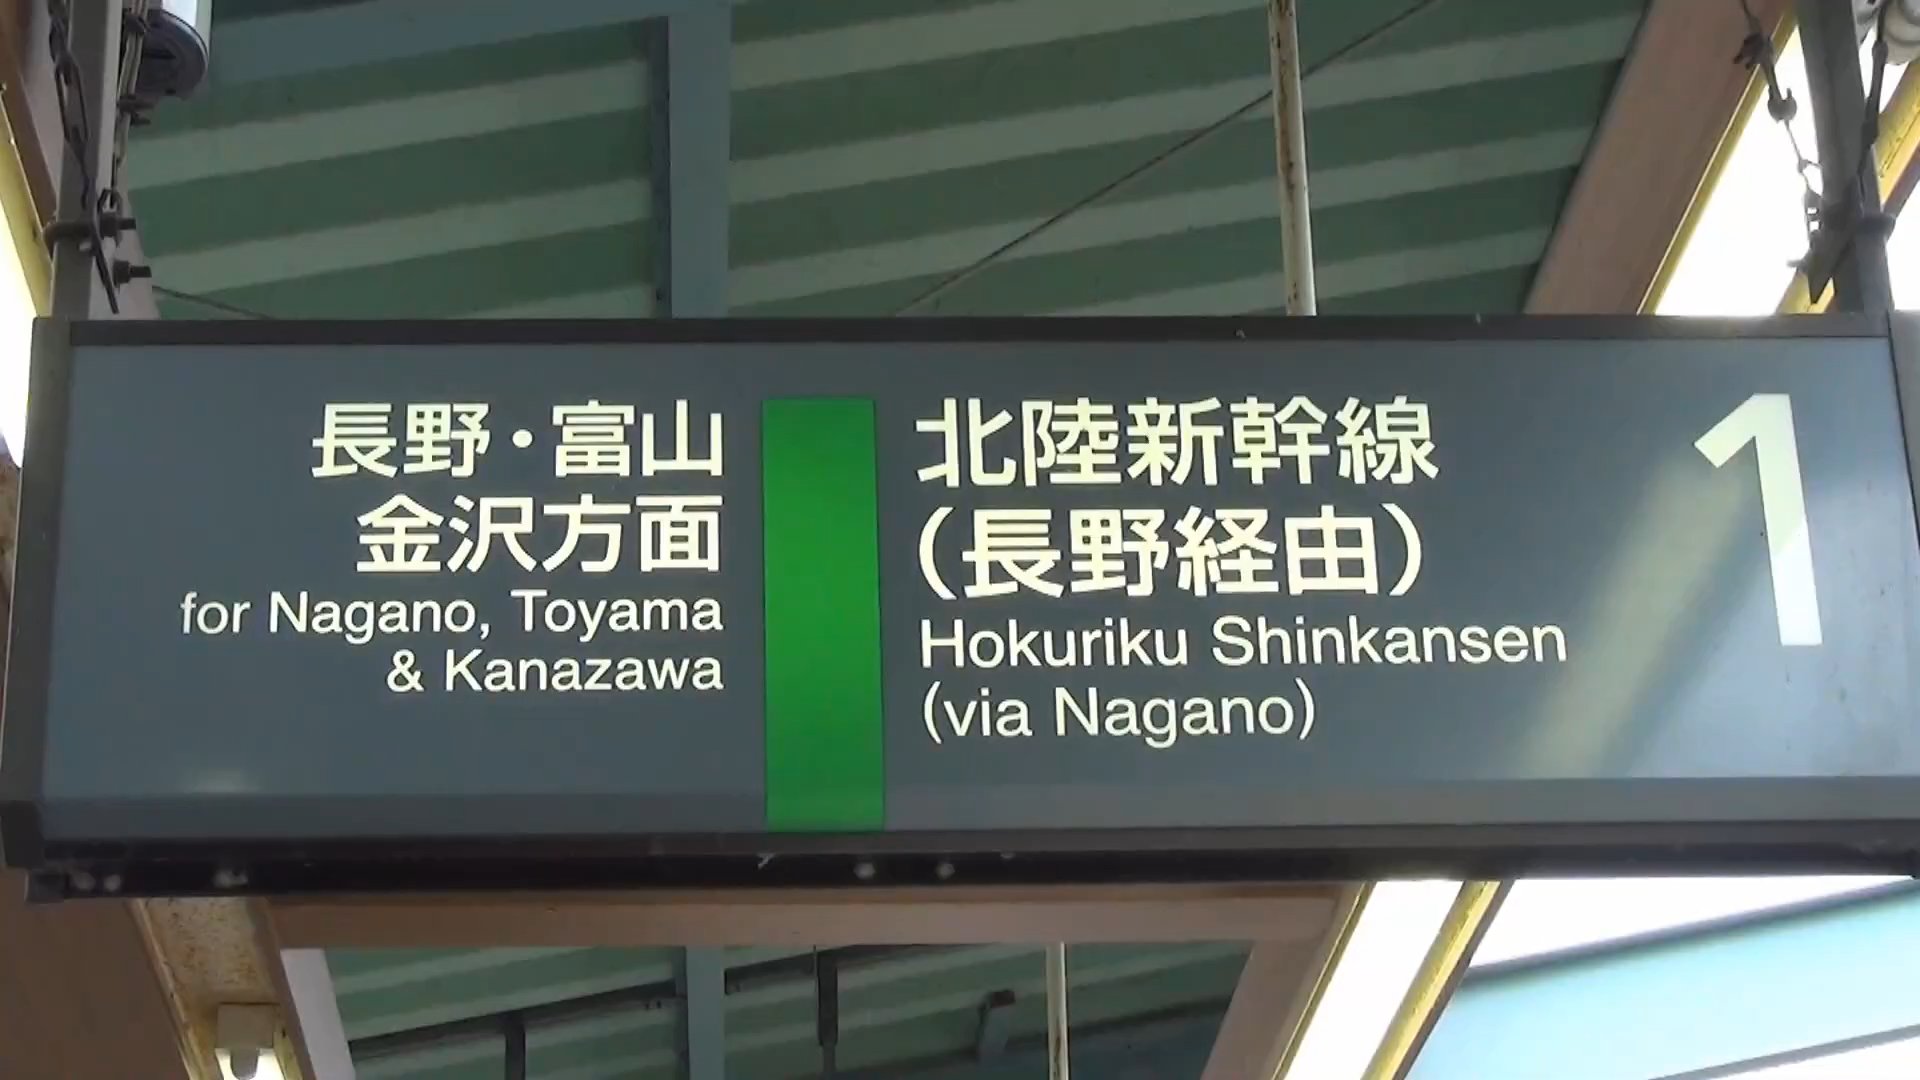 長野・富山
金沢方面
for Nagano, Toyama
& Kanazawa
北陸新幹線
（長野経由）
Hokuriku Shinkansen
(via Nagano)
1